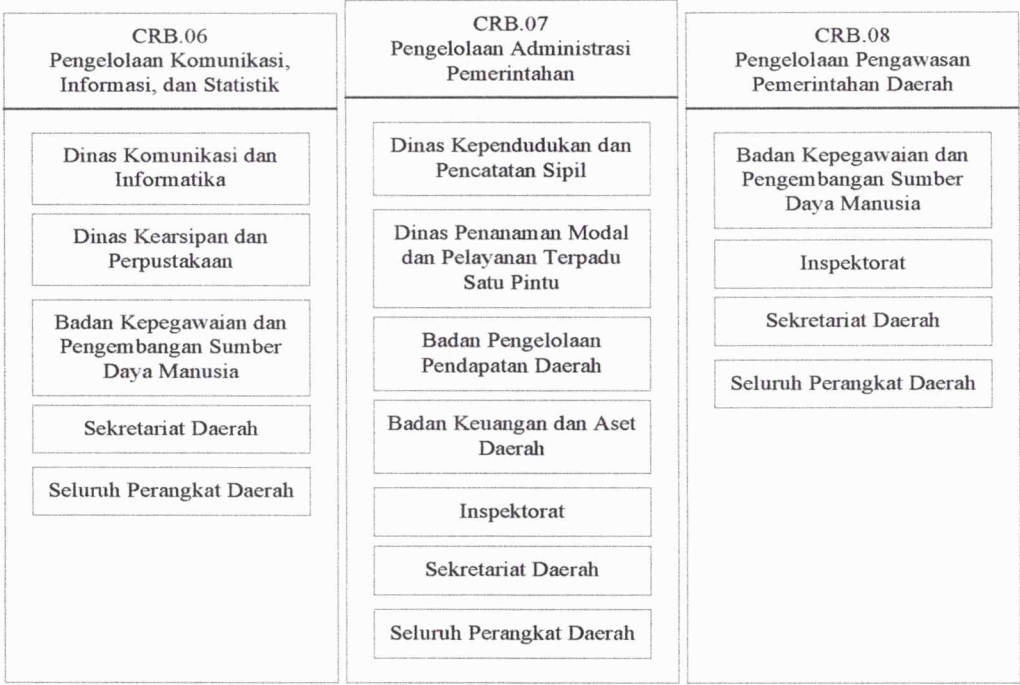 CRB.06
Pengelolaan Komunikasi,
Informasi, dan Statistik
Dinas Komunikasi dan
Informatika
Dinas Kearsipan dan
Perpustakaan
Badan Kepegawaian dan
Pengembangan Sumber
Daya Manusia
Sekretariat Daerah
Seluruh Perangkat Daerah
CRB.07
Pengelolaan Administrasi
Pemerintahan
Dinas Kependudukan dan
Pencatatan Sipil
Dinas Penanaman Modal
dan Pelayanan Terpadu
Satu Pintu
Badan Pengelolaan
Pendapatan Daerah
Badan Keuangan dan Aset
Daerah
Inspektorat
Sekretariat Daerah
Seluruh Perangkat Daerah
CRB.08
Pengelolaan Pengawasan
Pemerintahan Daerah
Badan Kepegawaian dan
Pengembangan Sumber
Daya Manusia
Inspektorat
Sekretariat Daerah
Seluruh Perangkat Daerah